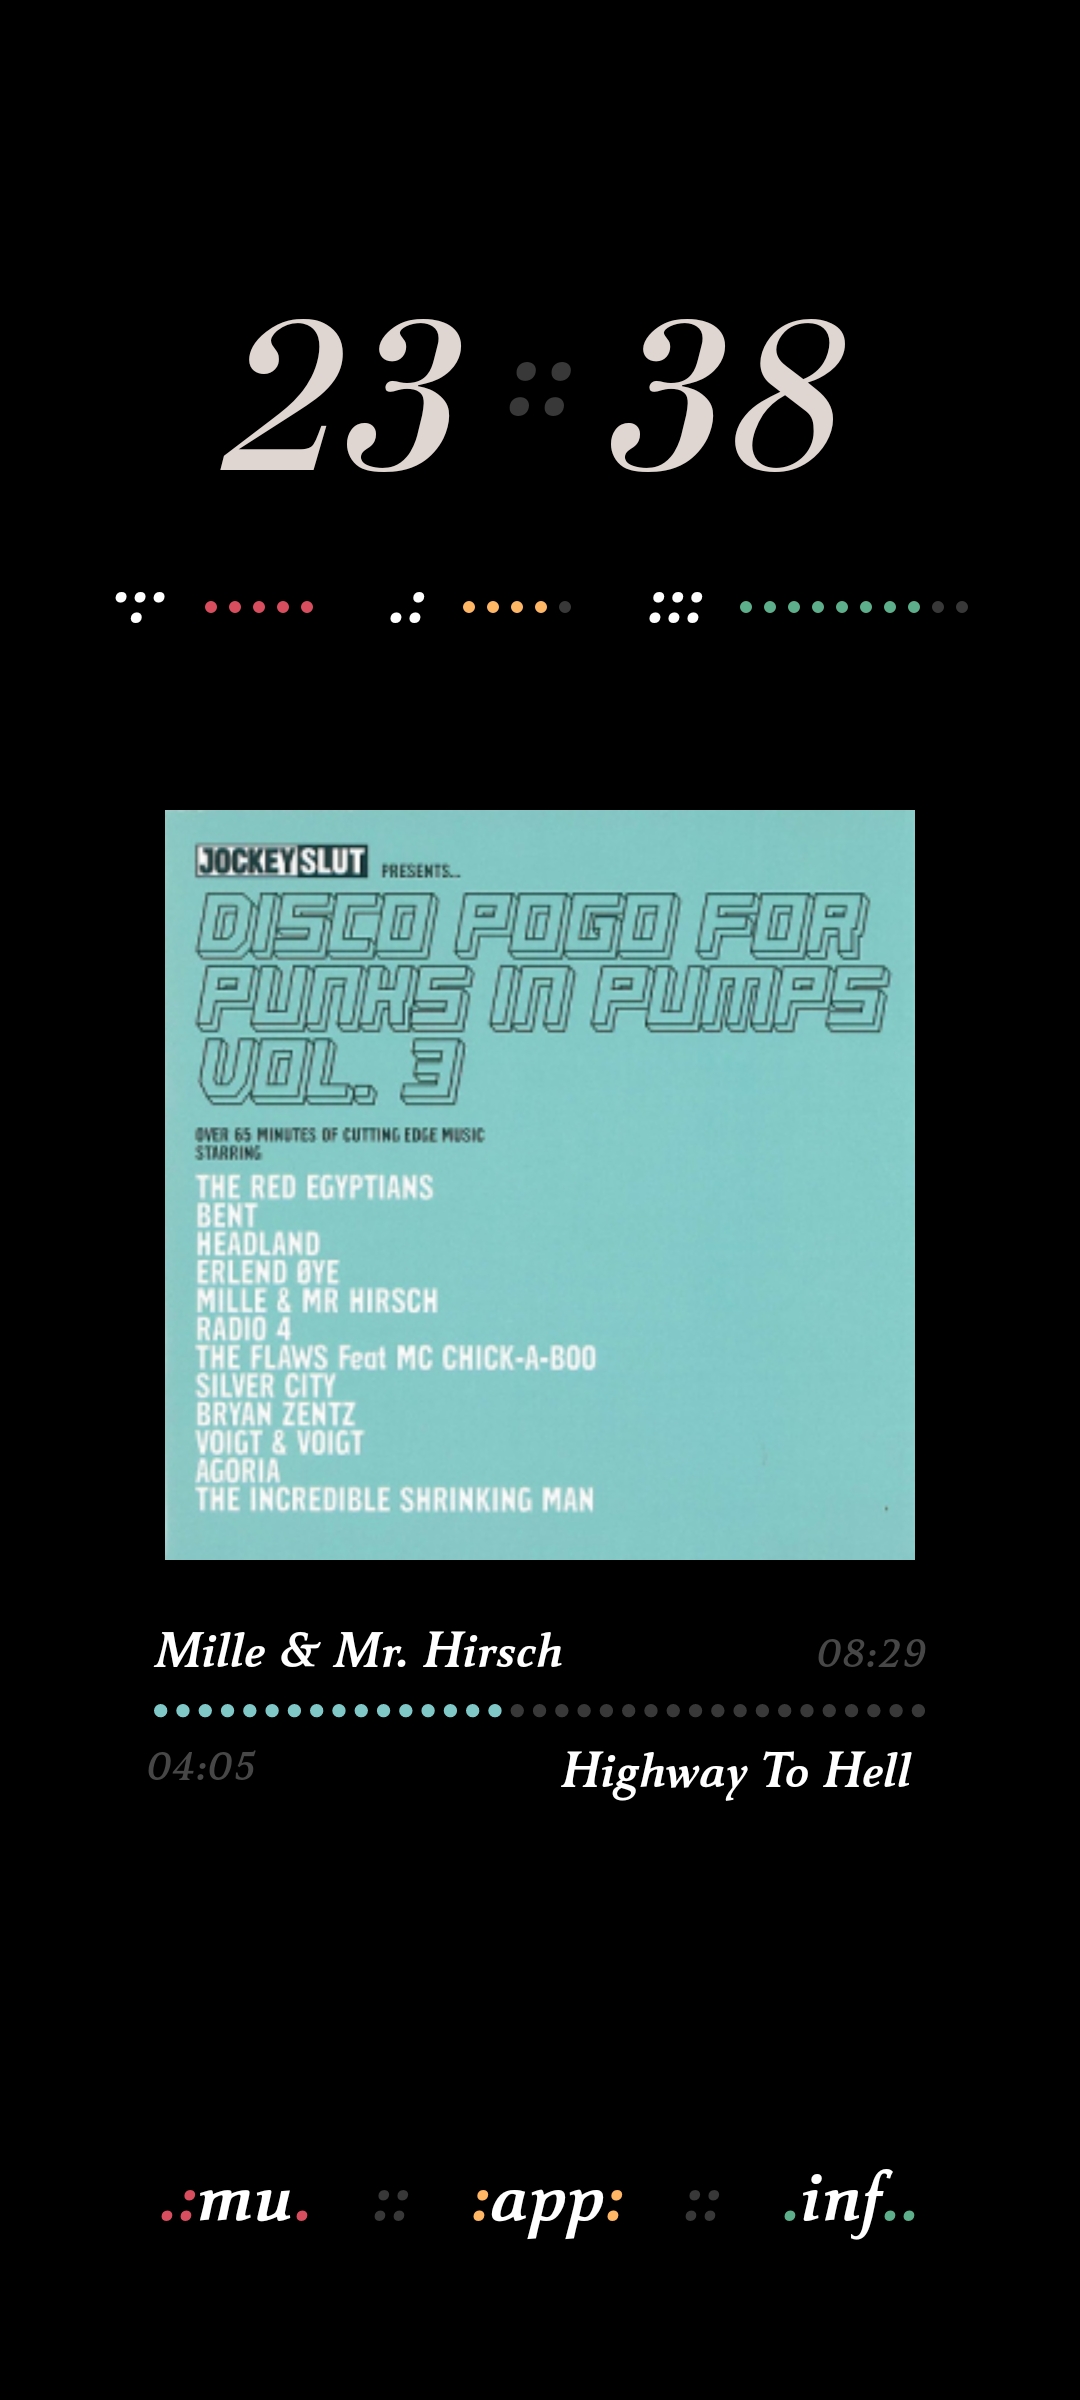 23 38
JOCKEY SLUT PRESENTS...
DISCO POGO FOR
PUNKS IN PUMPS
VOL. 3
OVER 65 MINUTES OF CUTTING EDGE MUSIC
STARRING
THE RED EGYPTIANS
BENT
HEADLAND
ERLEND ØYE
MILLE & MR HIRSCH
RADIO 4
THE FLAWS Feat MC CHICK-A-BOO
SILVER CITY
BRYAN ZENTZ
VOIGT & VOIGT
AGORIA
THE INCREDIBLE SHRINKING MAN
Mille & Mr. Hirsch 08:29
04:05 Highway To Hell
.:mu. :: :app: :: .inf..